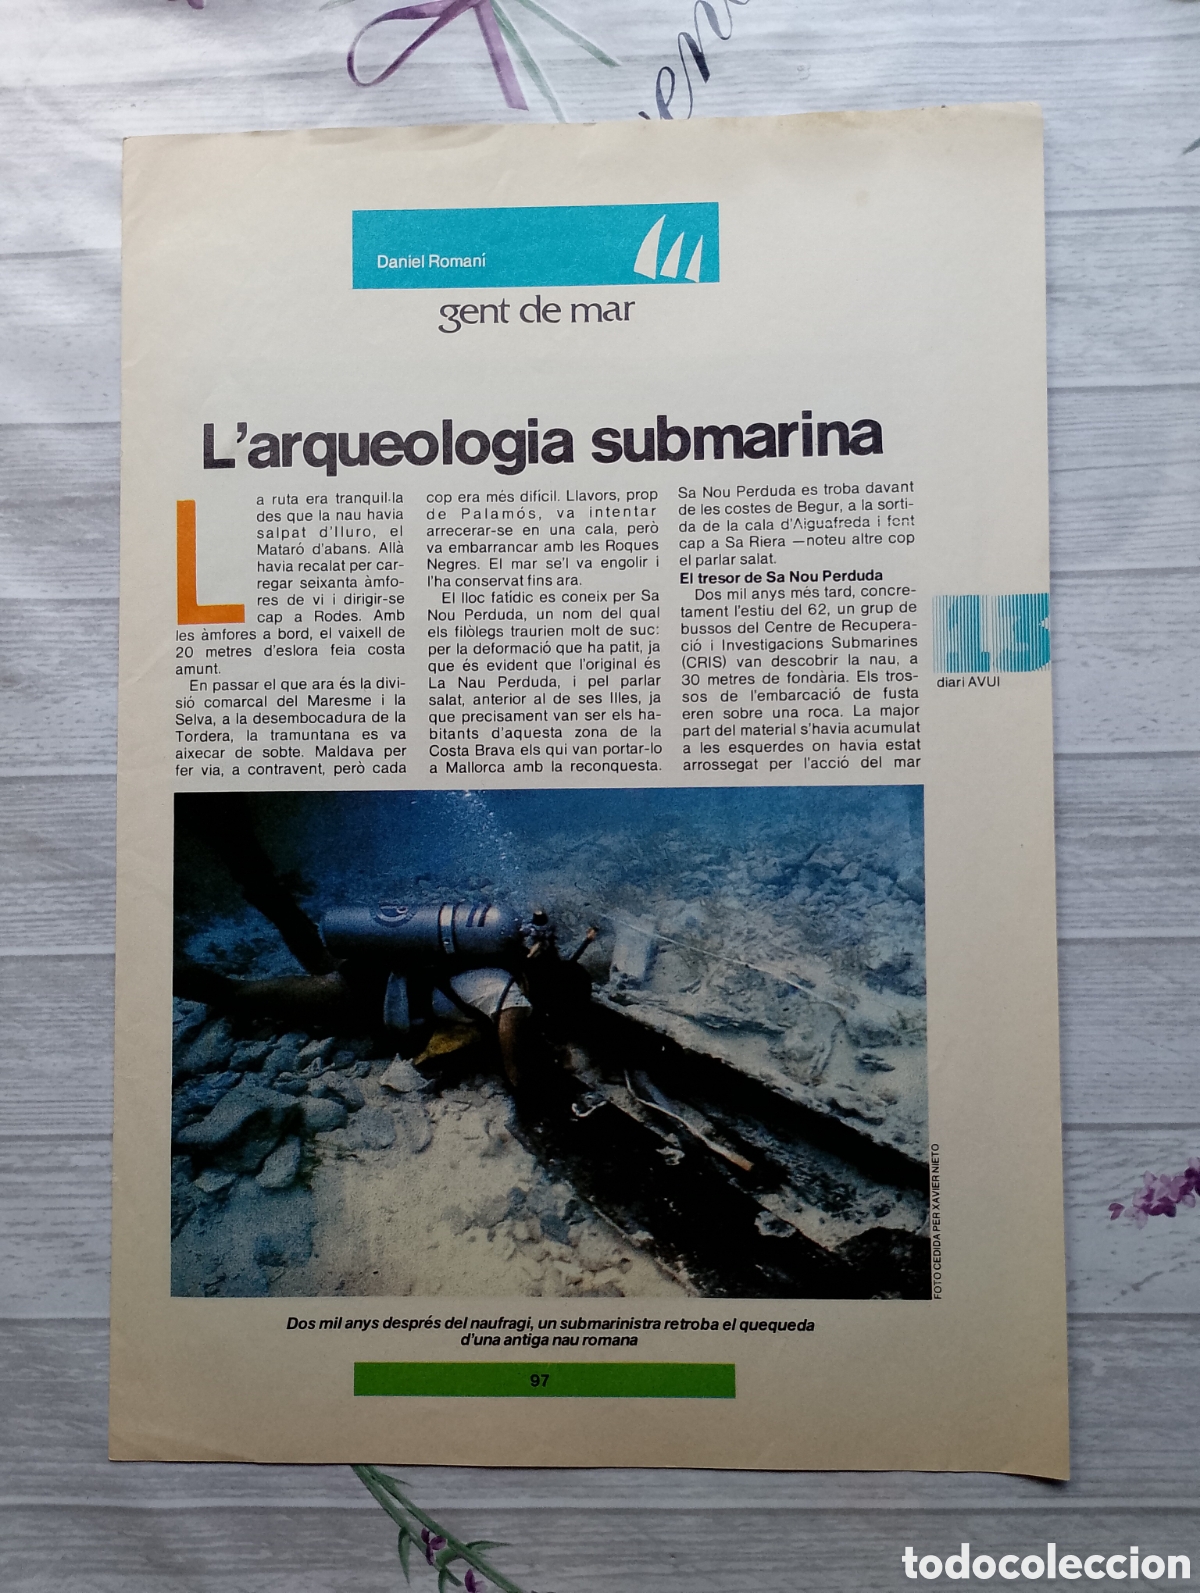 Daniel Romaní
gent de mar
L'arqueologia submarina
La ruta era tranquil·la
des que la nau havia
salpat d'Iluro, el
Mataró d'abans. Allà
havia recalat per car-
regar seixanta àmfo-
res de vi i dirigir-se
cap a Rodes. Amb
les àmfores a bord, el vaixell de
20 metres d'eslora feia costa
amunt.
En passar el que ara és la divi-
sió comarcal del Maresme i la
Selva, a la desembocadura de la
Tordera, la tramuntana es va
aixecar de sobte. Maldava per
fer via, a contravent, però cada
cop era més difícil. Llavors, prop
de Palamós, va intentar
arrecerar-se en una cala, però
va embarrancar amb les Roques
Negres. El mar se'l va engolir i
l'ha conservat fins ara.
El lloc fatídic es coneix per Sa
Nou Perduda, un nom del qual
els filòlegs traurien molt de suc:
per la deformació que ha patit, ja
que és evident que l'original és
La Nau Perduda, i pel parlar
salat, anterior al de ses Illes, ja
que precisament van ser els ha-
bitants d'aquesta zona de la
Costa Brava els qui van portar-lo
a Mallorca amb la reconquesta.
Sa Nou Perduda es troba davant
de les costes de Begur, a la sorti-
da de la cala d'Aiguafreda i fent
cap a Sa Riera —noteu altre cop
el parlar salat.
El tresor de Sa Nou Perduda
Dos mil anys més tard, concre-
tament l'estiu del 62, un grup de
bussos del Centre de Recupera-
ció i Investigacions Submarines
(CRIS) van descobrir la nau, a
30 metres de fondària. Els tros-
sos de l'embarcació de fusta
eren sobre una roca. La major
part del material s'havia acumulat
a les esquerdes on havia estat
arrossegat per l'acció del mar
13
diari AVUI
FOTO CEDIDA PER XAVIER NIETO
Dos mil anys després del naufragi, un submarinista retroba el quequeda
d'una antiga nau romana
97
todocoleccion